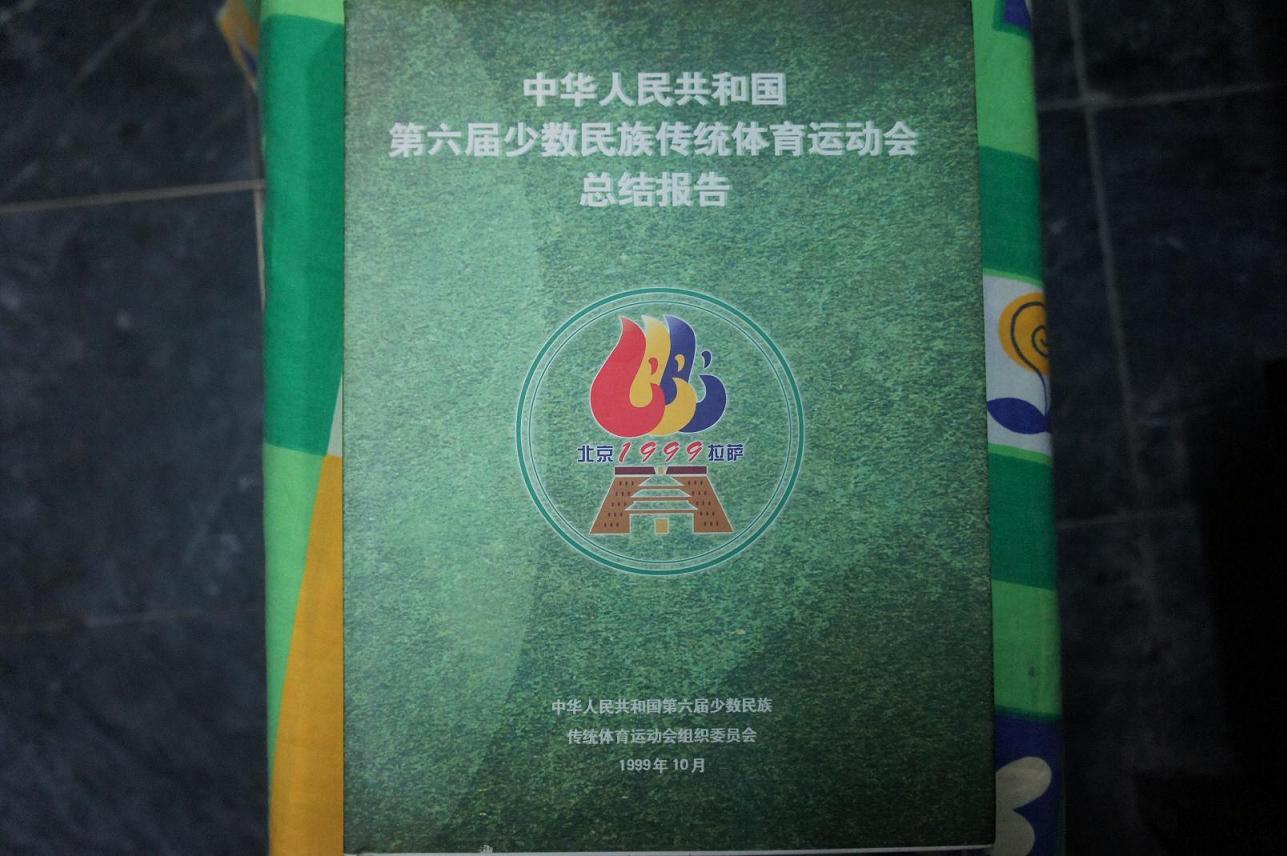 中华人民共和国
第六届少数民族传统体育运动会
总结报告
北京1999拉萨
中华人民共和国第六届少数民族
传统体育运动会组织委员会
1999年10月